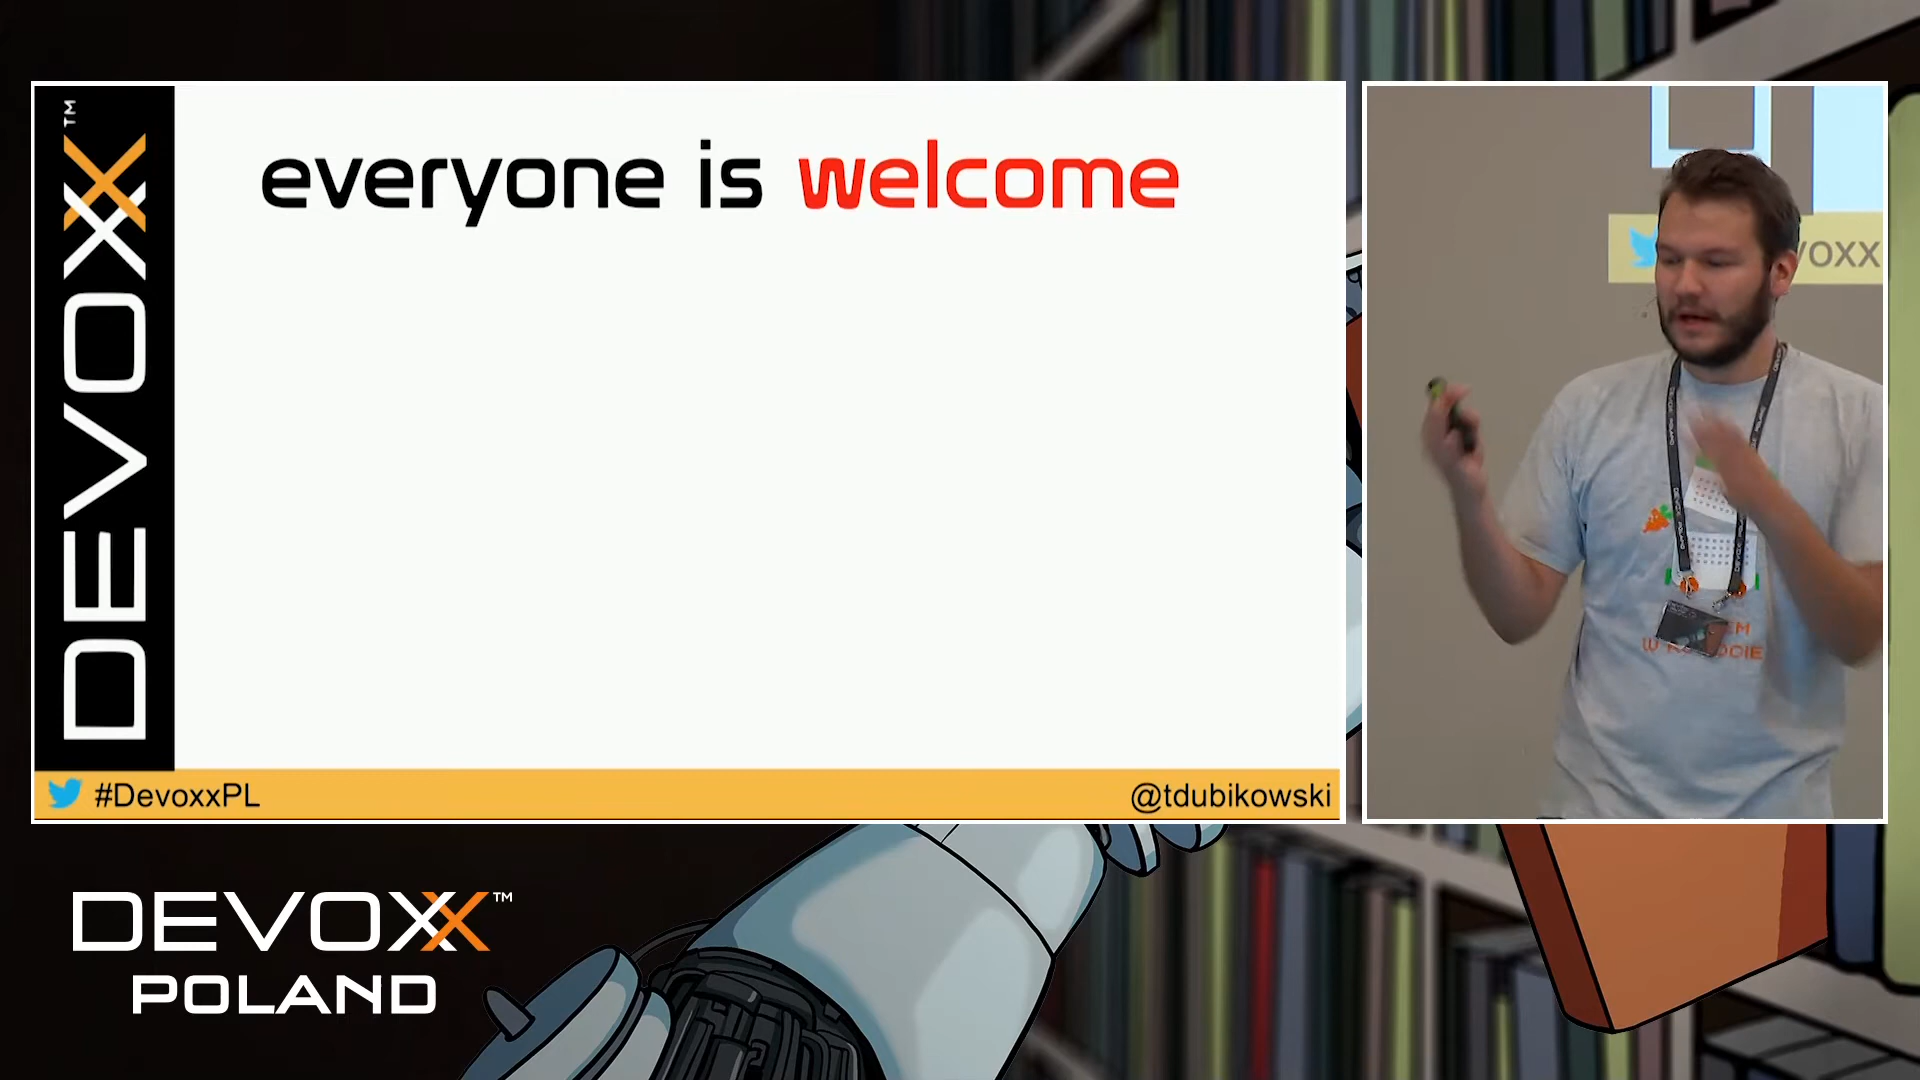 DEVOXX™
everyone is welcome
#DevoxxPL
@tdubikowski
DEVOXX™
POLAND